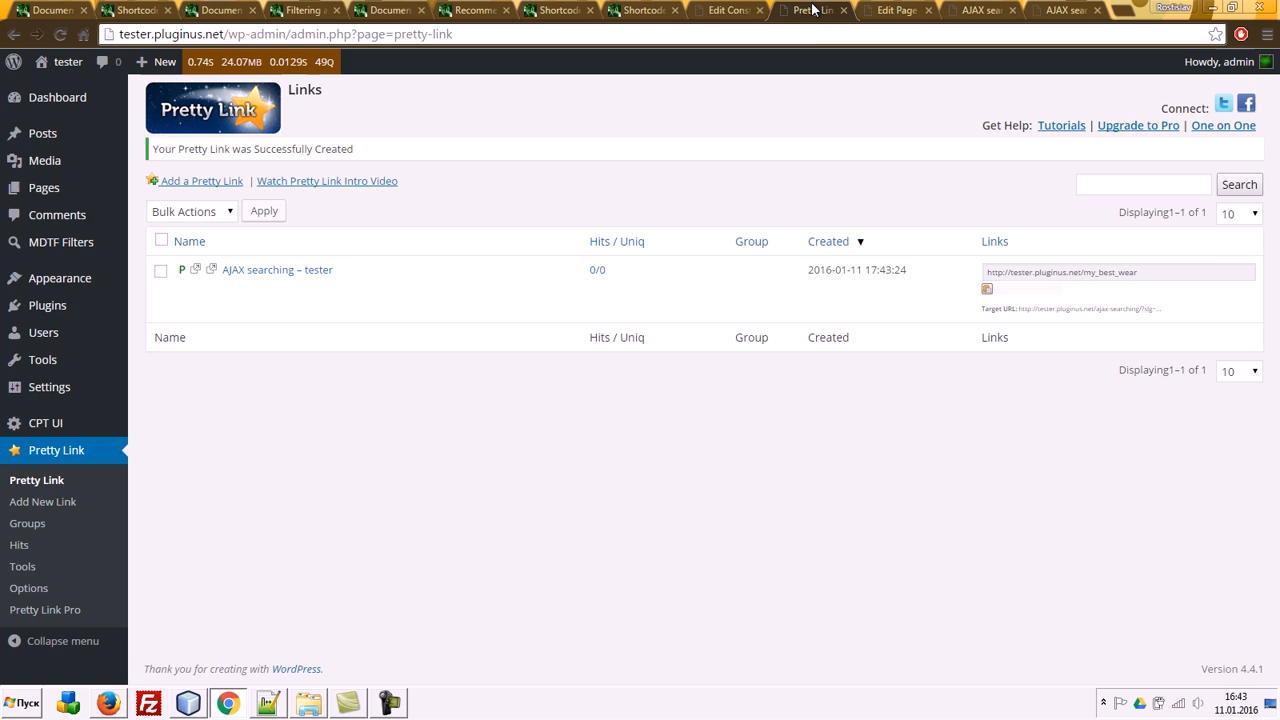 Documen
Shortcod
Documen
Filtering a
Documen
Recomme
Shortcod
Shortcod
Edit Cons
Edit Page
AJAX sear
AJAX sear
Rostislav
tester.pluginus.net/wp-admin/admin.php?page=pretty-link
tester
0
+ New
0.74S 24.07MB 0.0129S 49Q
Howdy, admin
Dashboard
Posts
Media
Pages
Comments
MDTF Filters
Appearance
Plugins
Users
Tools
Settings
CPT UI
Pretty Link
Pretty Link
Add New Link
Groups
Hits
Tools
Options
Pretty Link Pro
Collapse menu
Pretty Link
Links
Connect:
Get Help: Tutorials | Upgrade to Pro | One on One
Your Pretty Link was Successfully Created
Add a Pretty Link | Watch Pretty Link Intro Video
Search
Bulk Actions
Apply
Displaying1–1 of 1
10
Name
Hits / Uniq
Group
Created
Links
P
AJAX searching – tester
0/0
2016-01-11 17:43:24
http://tester.pluginus.net/my_best_wear
Target URL: http://tester.pluginus.net/ajax-searching/?slg=...
Name
Hits / Uniq
Group
Created
Links
Displaying1–1 of 1
10
Thank you for creating with WordPress.
Version 4.4.1
Пуск
16:43
11.01.2016